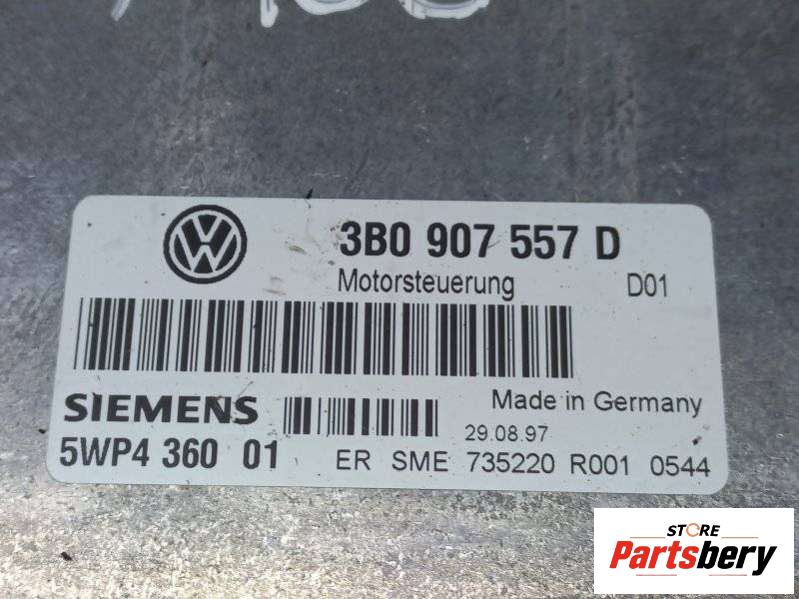 3B0 907 557 D
Motorsteuerung D01
SIEMENS
Made in Germany
29.08.97
5WP4 360 01 ER SME 735220 R001 0544
STORE
Partsbery